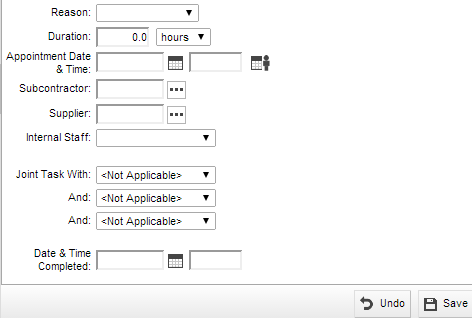 Reason:
Duration: 0.0 hours
Appointment Date
& Time:
Subcontractor:
Supplier:
Internal Staff:
Joint Task With: <Not Applicable>
And: <Not Applicable>
And: <Not Applicable>
Date & Time
Completed:
Undo Save